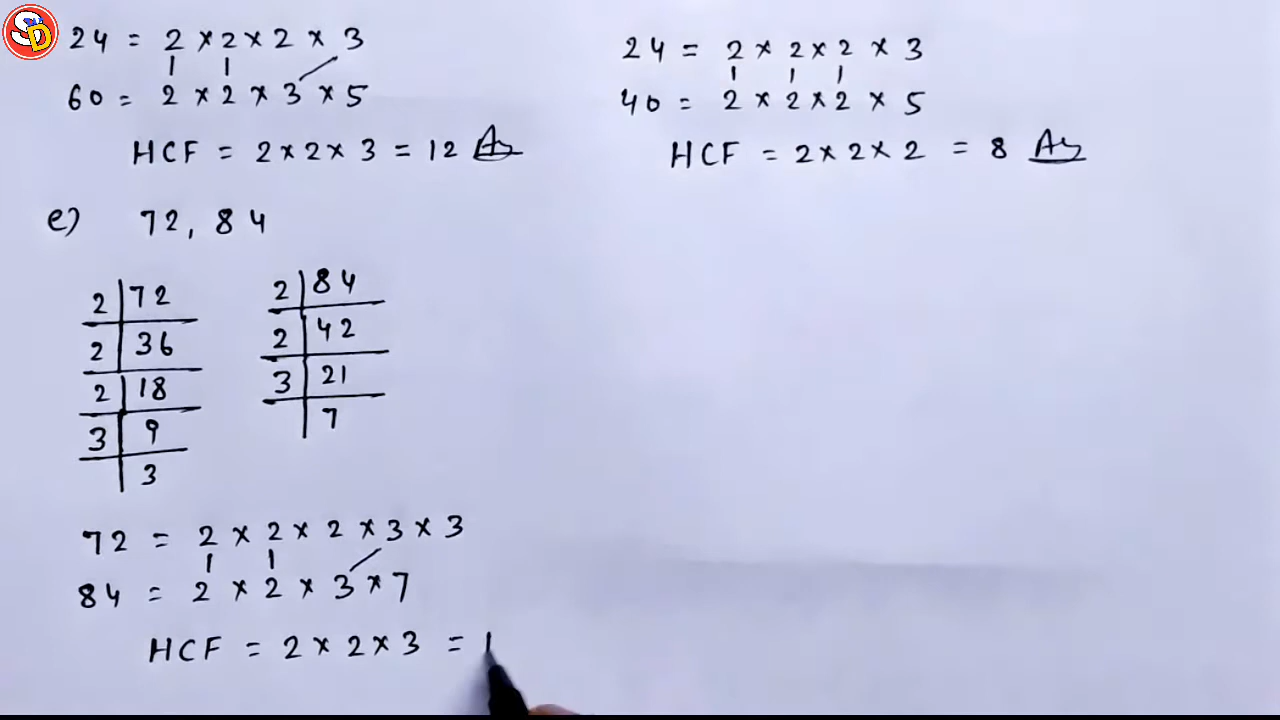 SD
24 = 2 × 2 × 2 × 3
60 = 2 × 2 × 3 × 5
HCF = 2 × 2 × 3 = 12 Ans
24 = 2 × 2 × 2 × 3
40 = 2 × 2 × 2 × 5
HCF = 2 × 2 × 2 = 8 Ans
e) 72, 84
2 | 72
2 | 36
2 | 18
3 | 9
3
2 | 84
2 | 42
3 | 21
7
72 = 2 × 2 × 2 × 3 × 3
84 = 2 × 2 × 3 × 7
HCF = 2 × 2 × 3 = 1